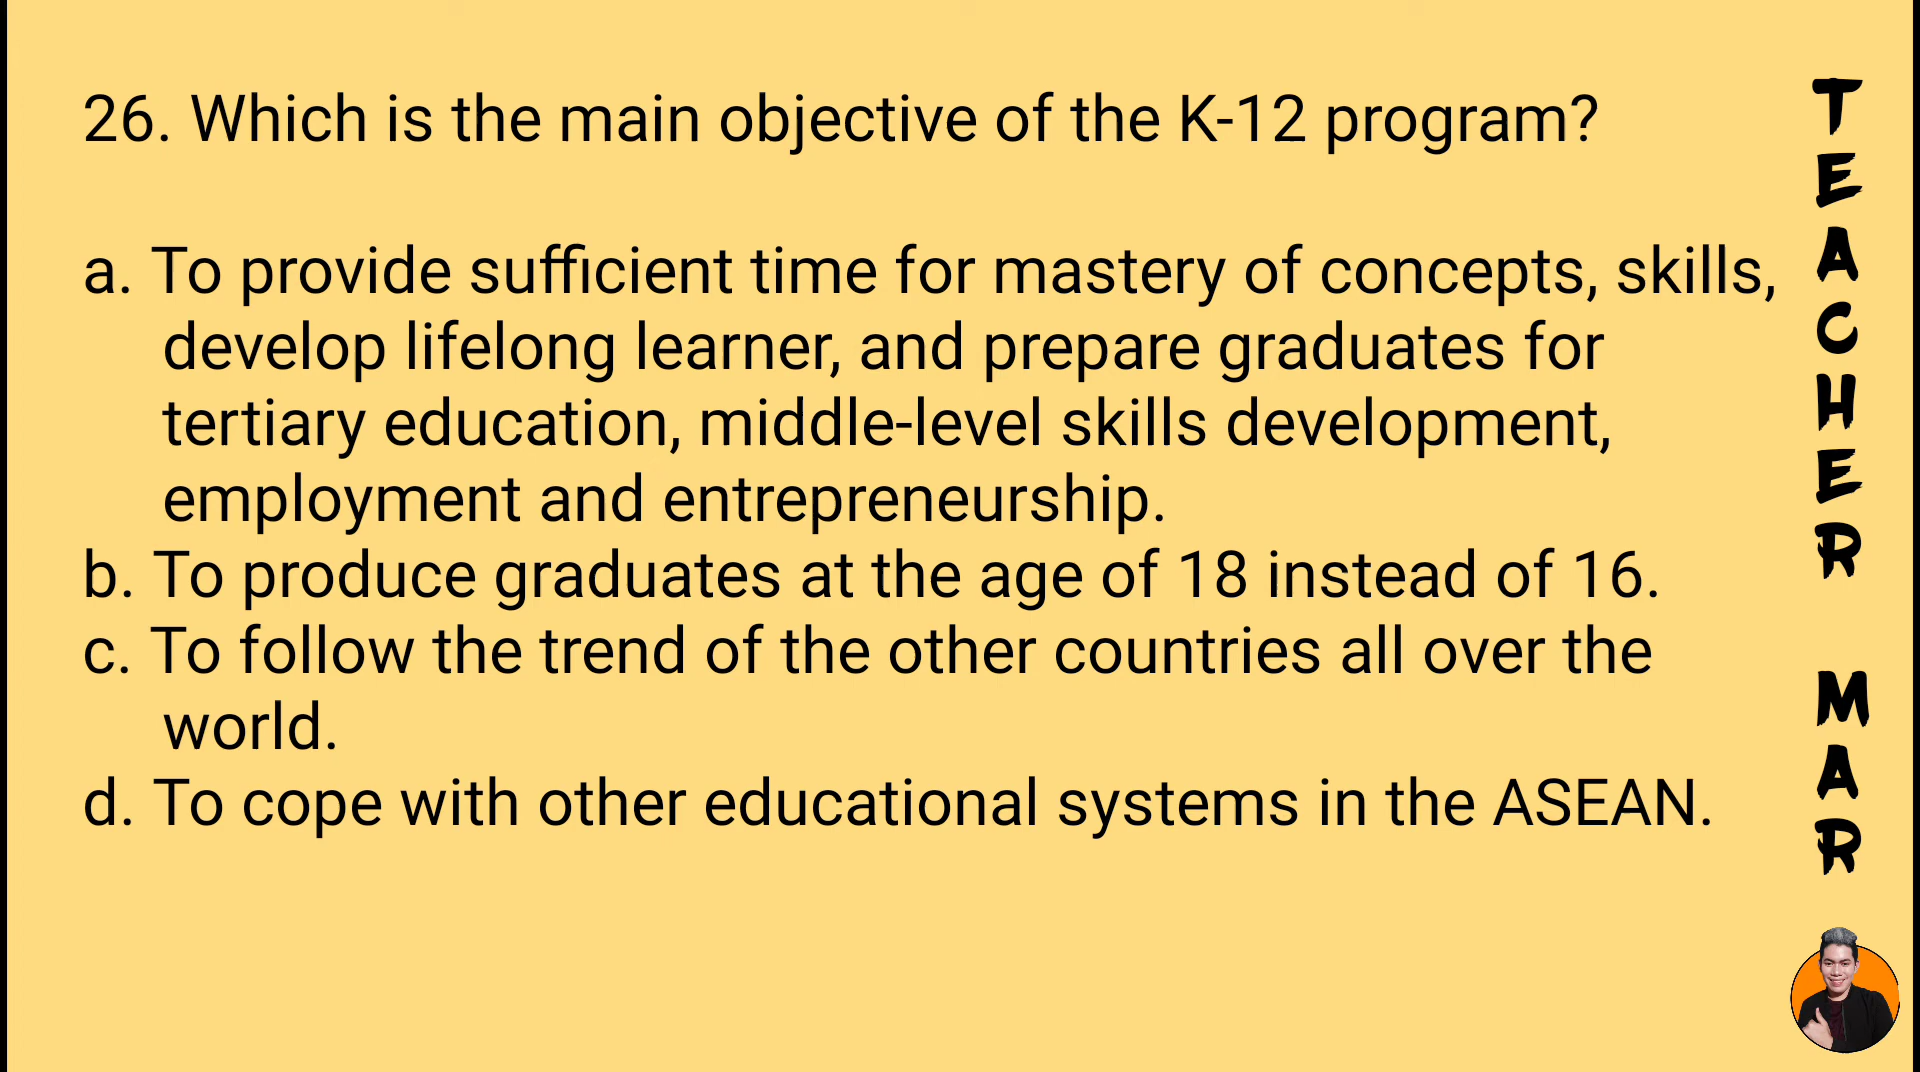 26. Which is the main objective of the K-12 program?
a. To provide sufficient time for mastery of concepts, skills,
develop lifelong learner, and prepare graduates for
tertiary education, middle-level skills development,
employment and entrepreneurship.
b. To produce graduates at the age of 18 instead of 16.
c. To follow the trend of the other countries all over the
world.
d. To cope with other educational systems in the ASEAN.
TEACHER MAR